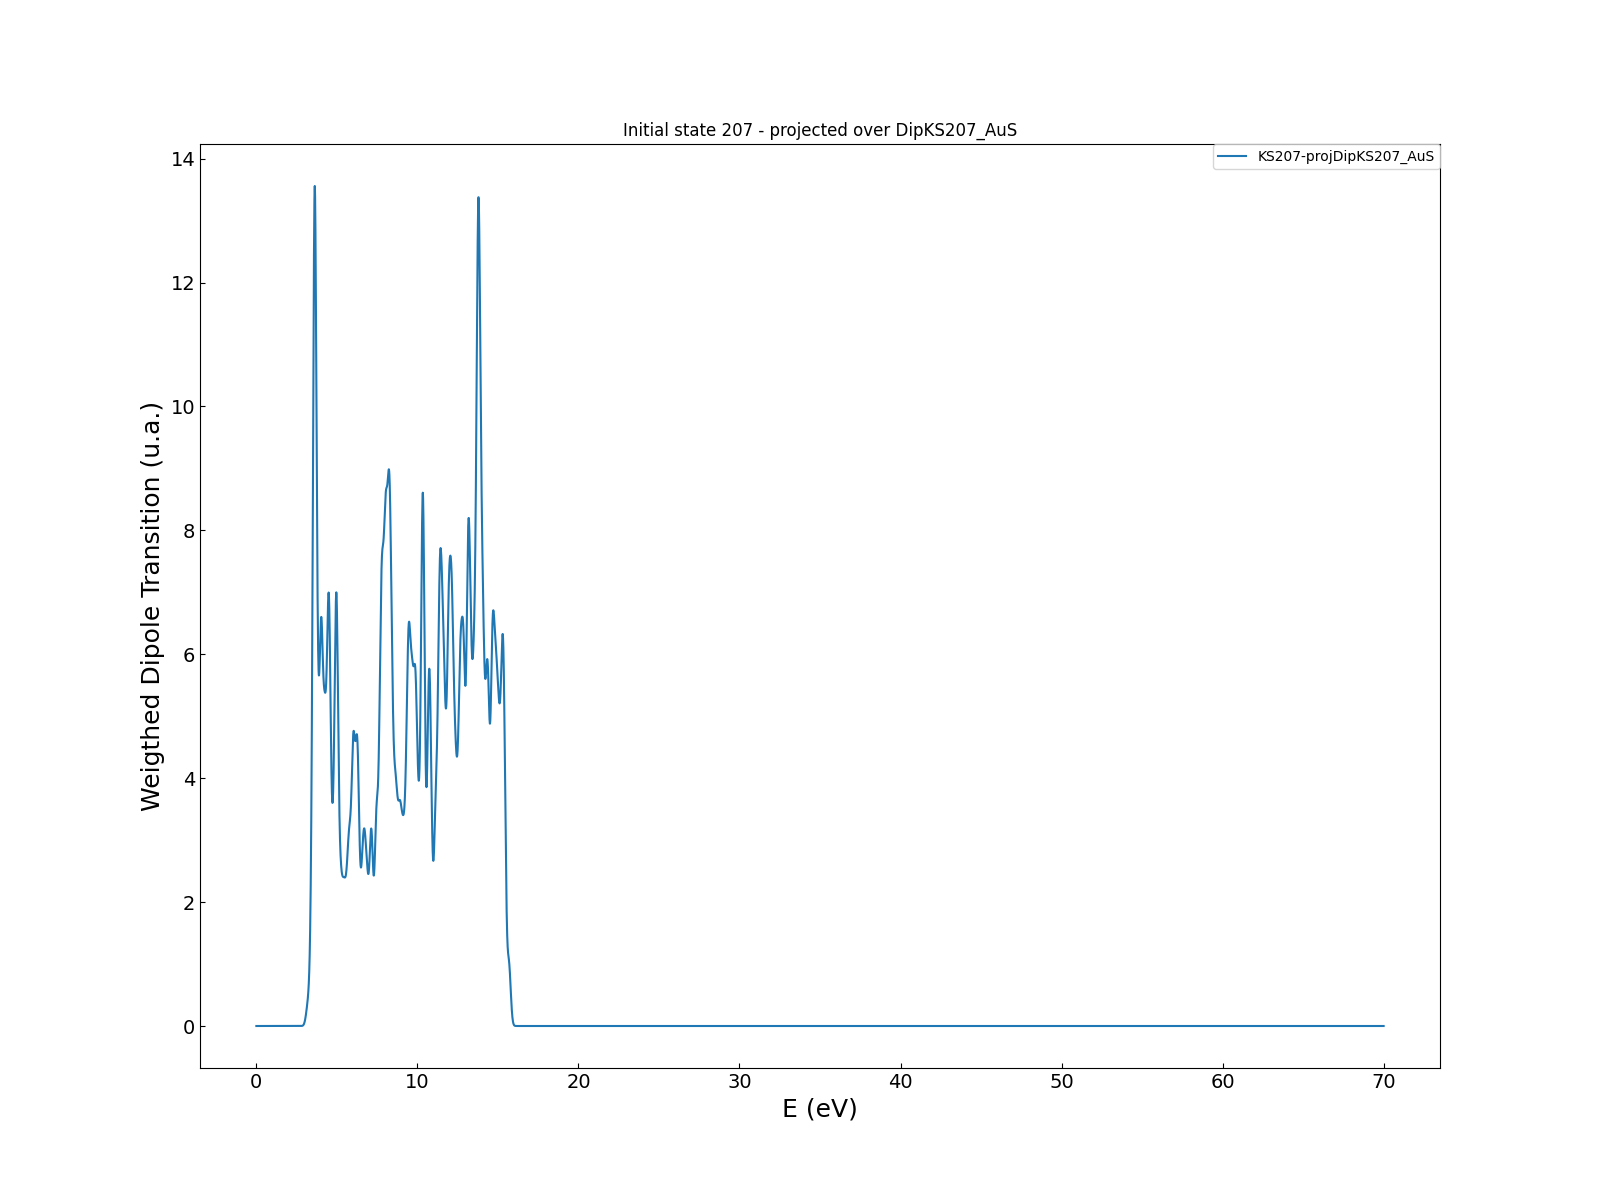 Initial state 207 - projected over DipKS207_AuS
KS207-projDipKS207_AuS
Weigthed Dipole Transition (u.a.)
14
12
10
8
6
4
2
0
0 10 20 30 40 50 60 70
E (eV)